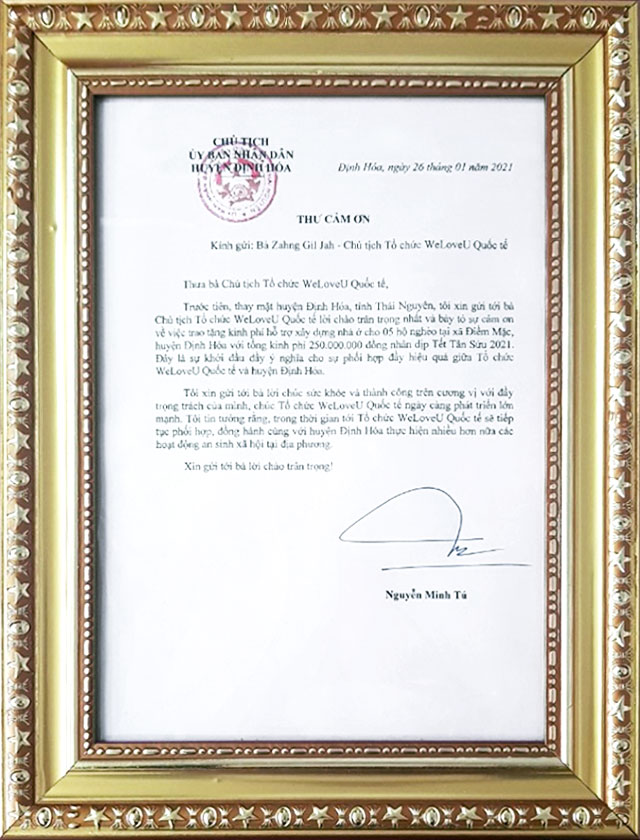 CHỦ TỊCH
ỦY BAN NHÂN DÂN
HUYỆN ĐỊNH HÓA
Định Hóa, ngày 26 tháng 01 năm 2021
THƯ CẢM ƠN
Kính gửi: Bà Zahng Gil Jah - Chủ tịch Tổ chức WeLoveU Quốc tế
Thưa bà Chủ tịch Tổ chức WeLoveU Quốc tế,
Trước tiên, thay mặt huyện Định Hóa, tỉnh Thái Nguyên, tôi xin gửi tới bà
Chủ tịch Tổ chức WeLoveU Quốc tế lời chào trân trọng nhất và bày tỏ sự cảm ơn
về việc trao tặng kinh phí hỗ trợ xây dựng nhà ở cho 05 hộ nghèo tại xã Điềm Mặc,
huyện Định Hóa với tổng kinh phí 250.000.000 đồng nhân dịp Tết Tân Sửu 2021.
Đây là sự khởi đầu đầy ý nghĩa cho sự phối hợp đầy hiệu quả giữa Tổ chức
WeLoveU Quốc tế và huyện Định Hóa.
Tôi xin gửi tới bà lời chúc sức khỏe và thành công trên cương vị với đầy
trọng trách của mình, chúc Tổ chức WeLoveU Quốc tế ngày càng phát triển lớn
mạnh. Tôi tin tưởng rằng, trong thời gian tới Tổ chức WeLoveU Quốc tế sẽ tiếp
tục phối hợp, đồng hành cùng với huyện Định Hóa thực hiện nhiều hơn nữa các
hoạt động an sinh xã hội tại địa phương.
Xin gửi tới bà lời chào trân trọng!
Nguyễn Minh Tú